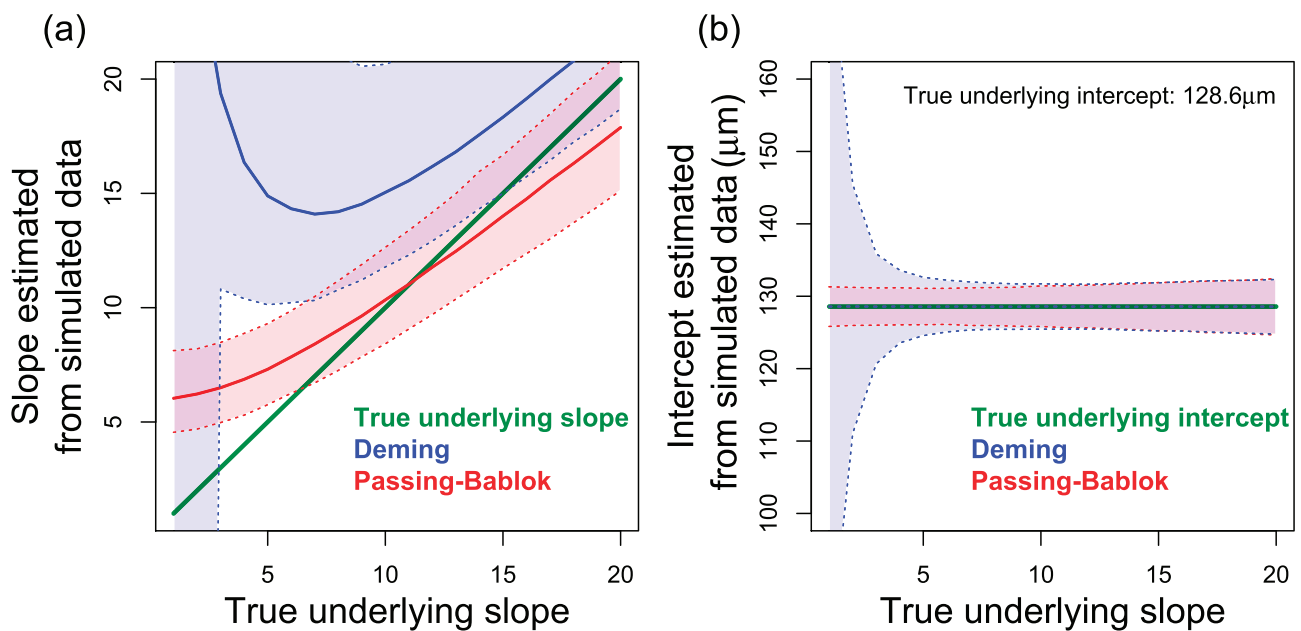 (a)
Slope estimated
from simulated data
20
15
10
5
True underlying slope
Deming
Passing-Bablok
5
10
15
20
True underlying slope
(b)
Intercept estimated
from simulated data (μm)
160
150
140
130
120
110
100
True underlying intercept: 128.6μm
True underlying intercept
Deming
Passing-Bablok
5
10
15
20
True underlying slope